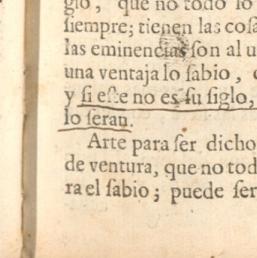 glo, que no todo lo
siempre; tienen las cosa
las eminencias son al u
una ventaja lo sabio, c
y si este no es su siglo,
lo seran.
Arte para ser dicho
de ventura, que no tod
ra el sabio; puede ser